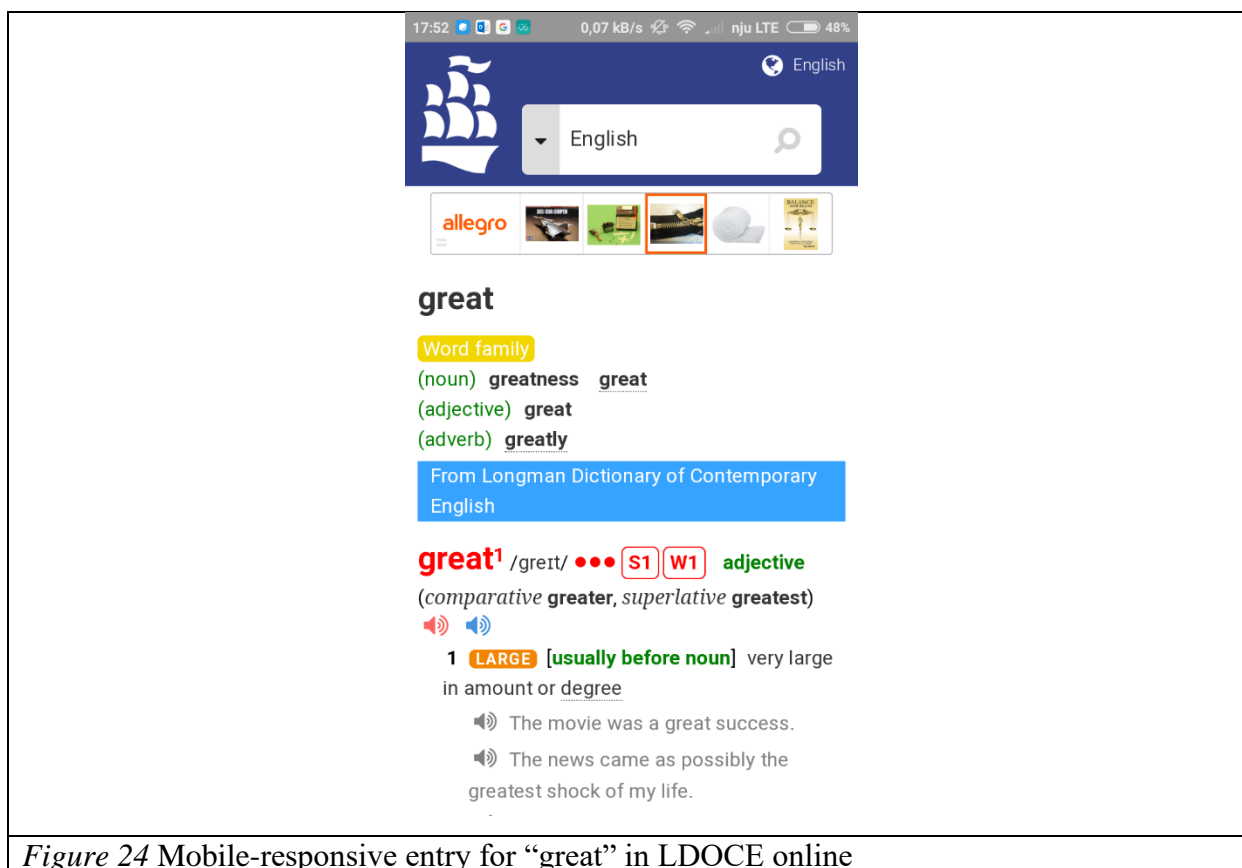 17:52 0,07 kB/s nju LTE 48%
English
English
allegro
BALANCE
great
Word family
(noun) greatness great
(adjective) great
(adverb) greatly
From Longman Dictionary of Contemporary
English
great¹ /greɪt/ ●●● S1 W1 adjective
(comparative greater, superlative greatest)
1 LARGE [usually before noun] very large
in amount or degree
The movie was a great success.
The news came as possibly the
greatest shock of my life.
Figure 24 Mobile-responsive entry for “great” in LDOCE online